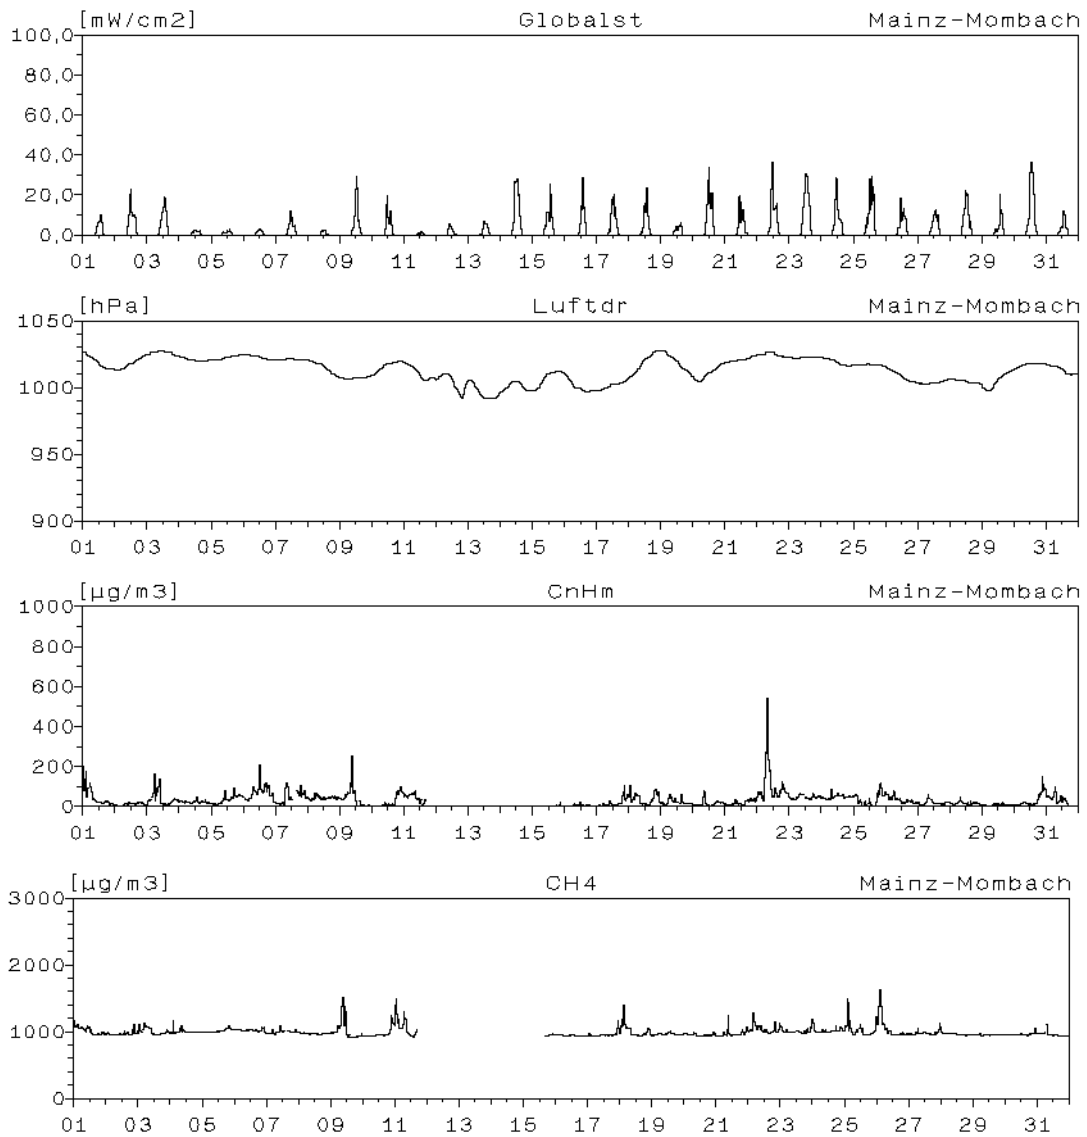 [mW/cm2] Globalst Mainz-Mombach
100,0
80,0
60,0
40,0
20,0
0,0
01 03 05 07 09 11 13 15 17 19 21 23 25 27 29 31
[hPa] Luftdr Mainz-Mombach
1050
1000
950
900
01 03 05 07 09 11 13 15 17 19 21 23 25 27 29 31
[µg/m3] CnHm Mainz-Mombach
1000
800
600
400
200
0
01 03 05 07 09 11 13 15 17 19 21 23 25 27 29 31
[µg/m3] CH4 Mainz-Mombach
3000
2000
1000
0
01 03 05 07 09 11 13 15 17 19 21 23 25 27 29 31